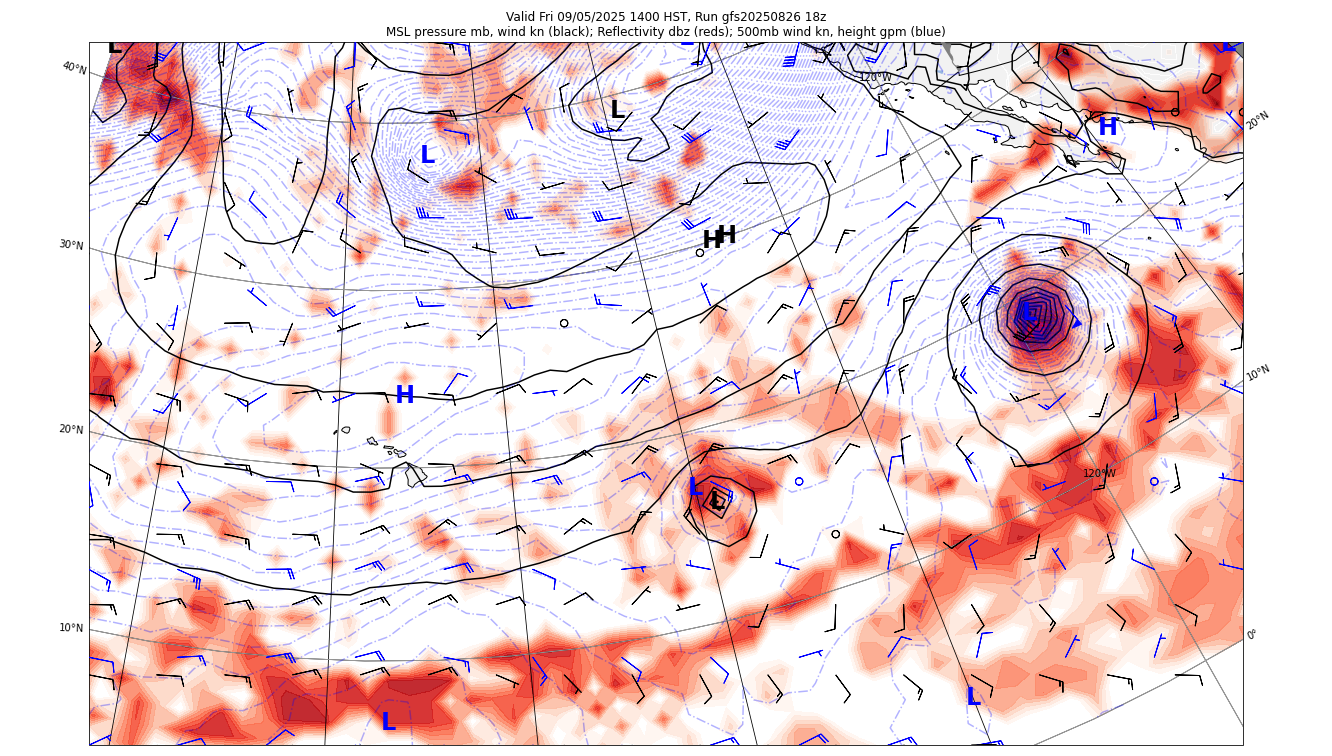 Valid Fri 09/05/2025 1400 HST, Run gfs20250826 18z
MSL pressure mb, wind kn (black); Reflectivity dbz (reds); 500mb wind kn, height gpm (blue)
L
L
L
40°N
120°W
L
20°N
H
L
30°N
H
H
L
10°N
H
20°N
120°W
L
L
10°N
0°
L
L